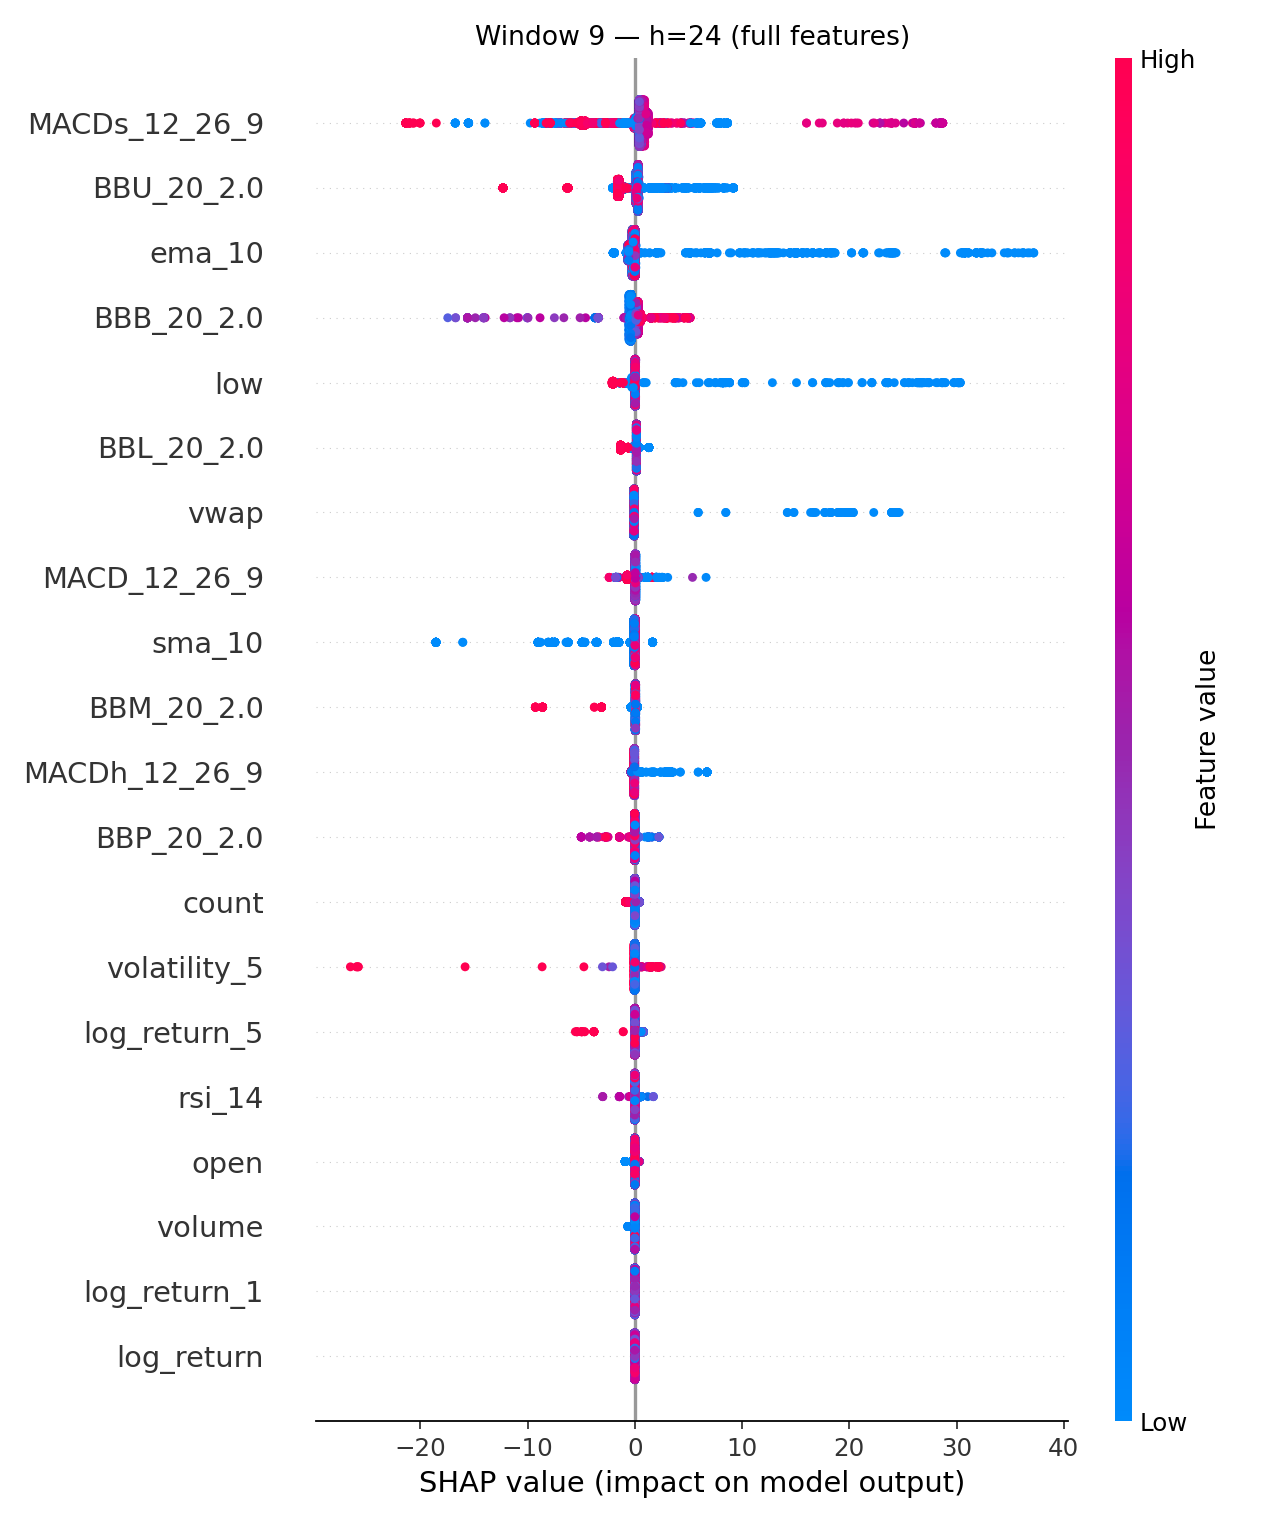 Window 9 — h=24 (full features)
High
MACDs_12_26_9
BBU_20_2.0
ema_10
BBB_20_2.0
low
BBL_20_2.0
vwap
MACD_12_26_9
sma_10
BBM_20_2.0
MACDh_12_26_9
BBP_20_2.0
count
volatility_5
log_return_5
rsi_14
open
volume
log_return_1
log_return
Feature value
Low
−20 −10 0 10 20 30 40
SHAP value (impact on model output)